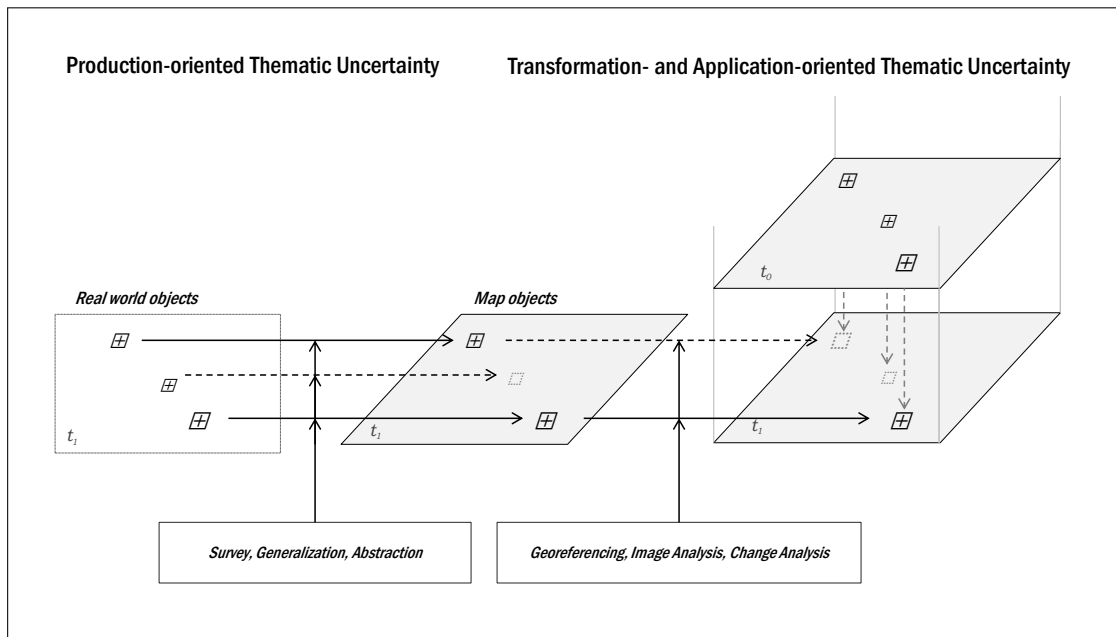 Production-oriented Thematic Uncertainty
Transformation- and Application-oriented Thematic Uncertainty
t₀
Real world objects
Map objects
t₁
t₁
t₁
Survey, Generalization, Abstraction
Georeferencing, Image Analysis, Change Analysis